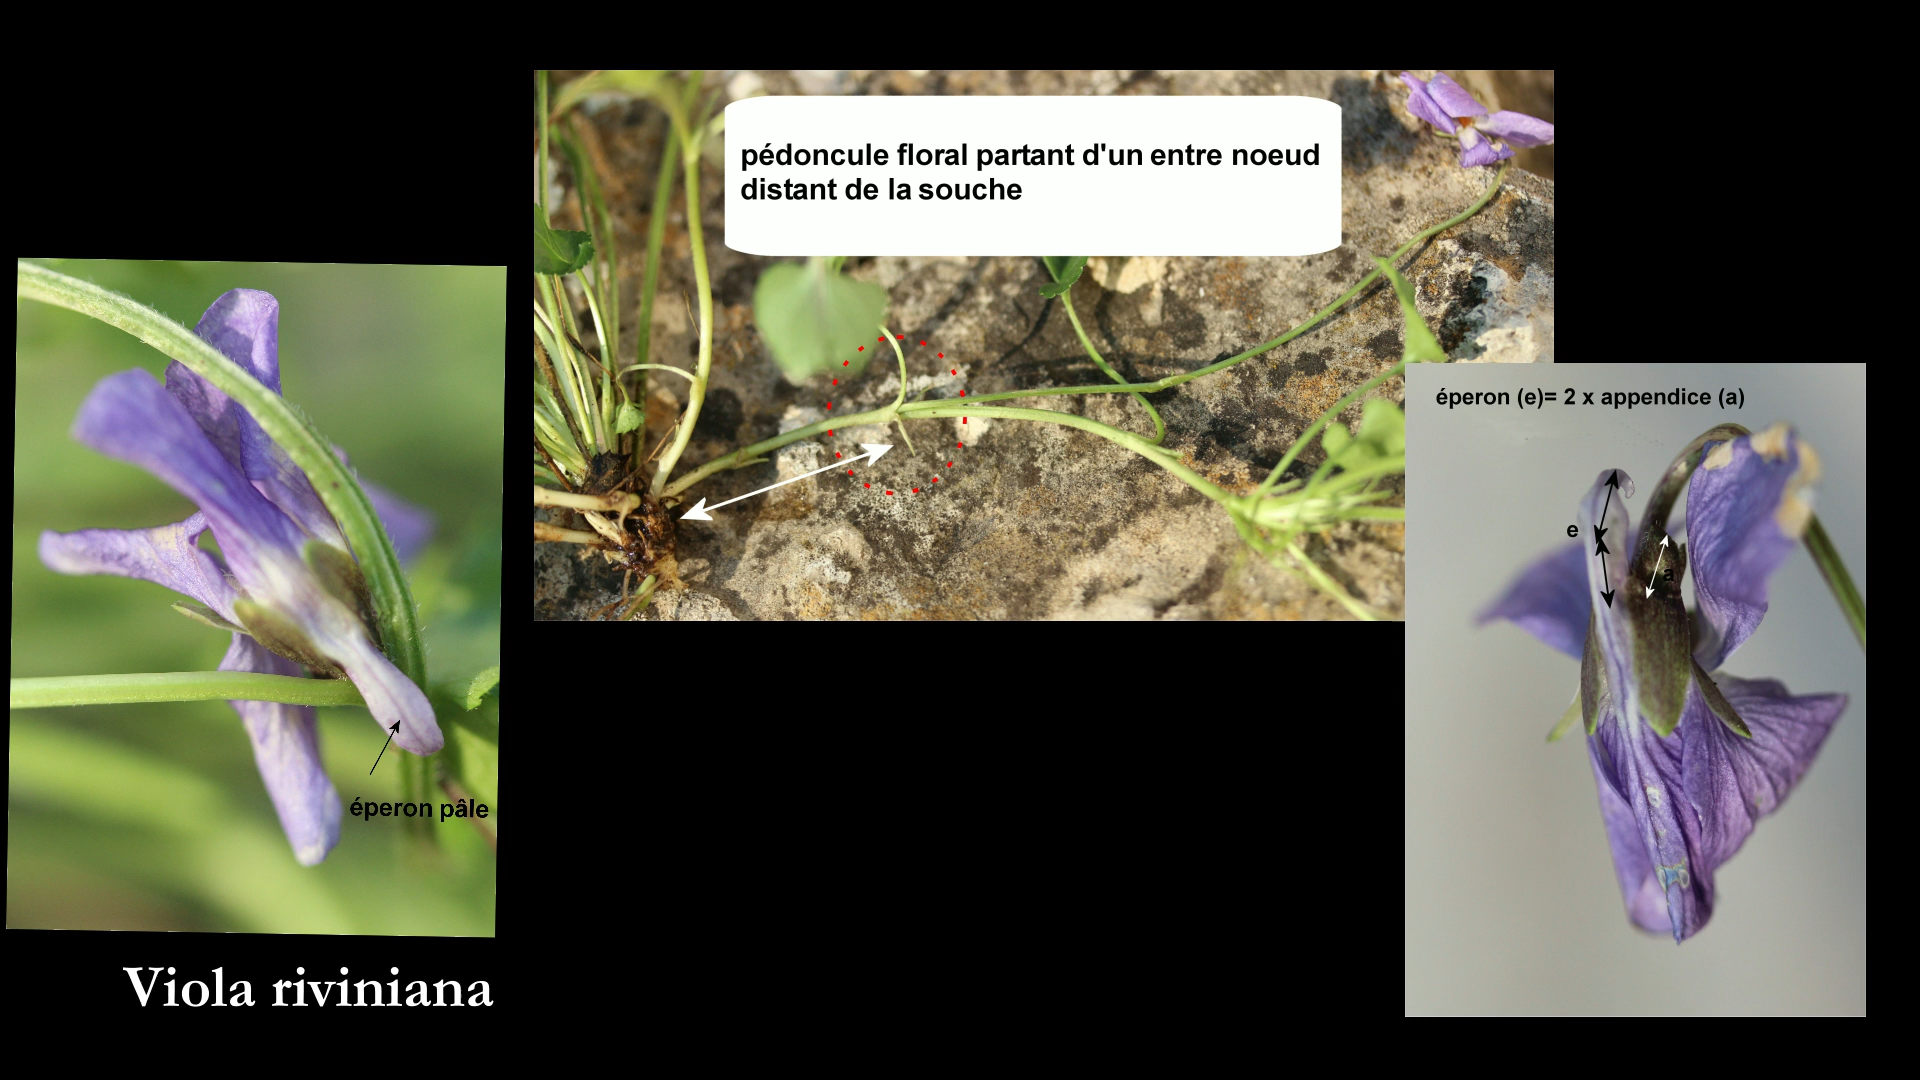 pédoncule floral partant d'un entre noeud
distant de la souche
éperon (e)= 2 x appendice (a)
e
a
éperon pâle
Viola riviniana